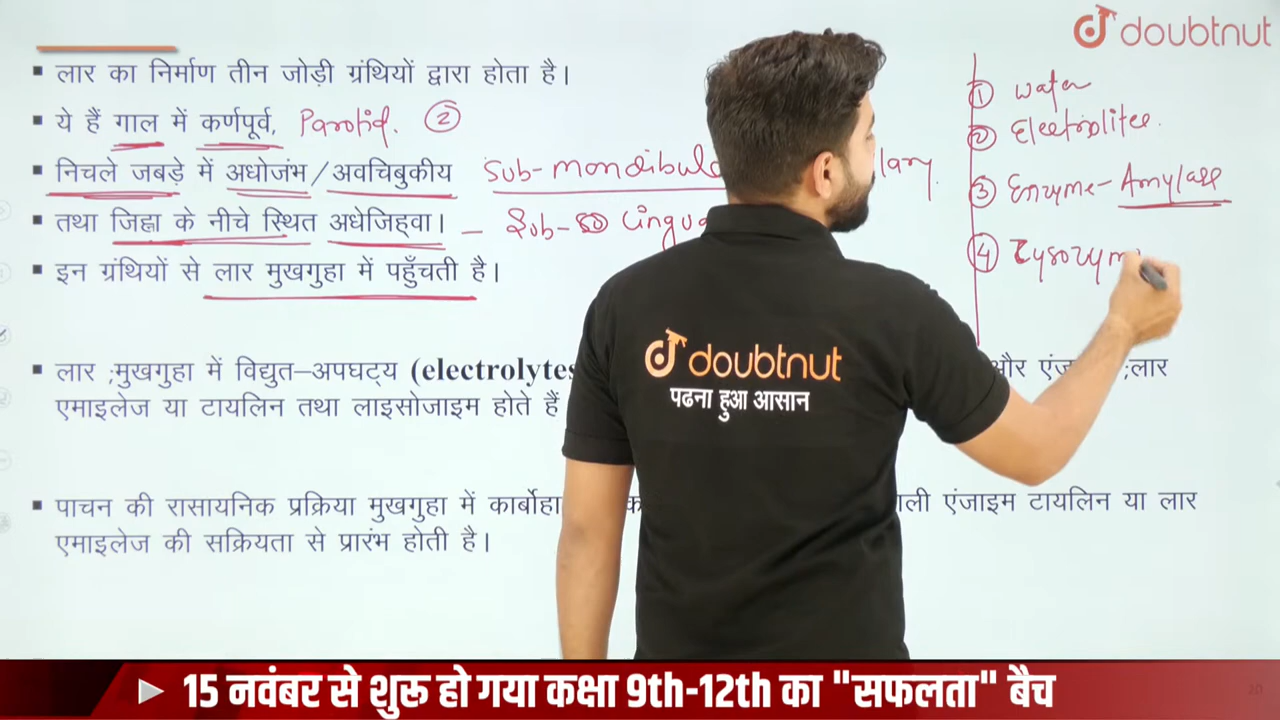 doubtnut
लार का निर्माण तीन जोड़ी ग्रंथियों द्वारा होता है।
ये हैं गाल में कर्णपूर्व, Parotid. ②
निचले जबड़े में अधोजंभ/अवचिबुकीय Sub-mandibula lary
तथा जिह्वा के नीचे स्थित अधेजिह्वा। - Sub- Lingua
इन ग्रंथियों से लार मुखगुहा में पहुँचती है।
① water
② Electrolites.
③ Enzyme- Amylase
④ Lysozym
लार ;मुखगुहा में विद्युत–अपघट्य (electrolytes और एंज ;लार
एमाइलेज या टायलिन तथा लाइसोजाइम होते हैं
पाचन की रासायनिक प्रक्रिया मुखगुहा में कार्बोहा क ाली एंजाइम टायलिन या लार
एमाइलेज की सक्रियता से प्रारंभ होती है।
doubtnut
पढना हुआ आसान
15 नवंबर से शुरू हो गया कक्षा 9th-12th का "सफलता" बैच